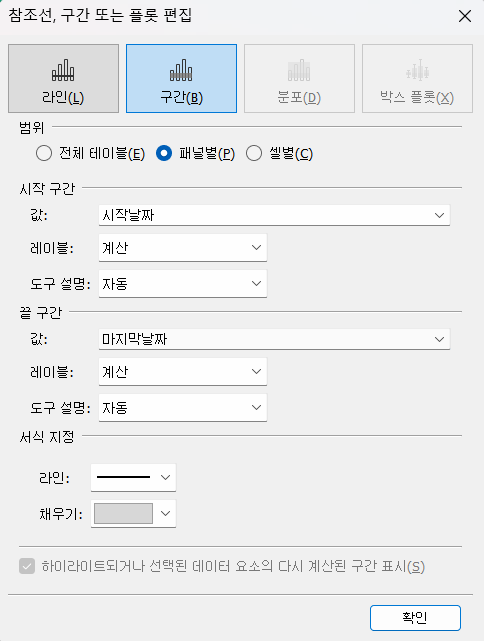 참조선, 구간 또는 플롯 편집
라인(L) 구간(B) 분포(D) 박스 플롯(X)
범위
전체 테이블(E) 패널별(P) 셀별(C)
시작 구간
값: 시작날짜
레이블: 계산
도구 설명: 자동
끝 구간
값: 마지막날짜
레이블: 계산
도구 설명: 자동
서식 지정
라인:
채우기:
하이라이트되거나 선택된 데이터 요소의 다시 계산된 구간 표시(S)
확인